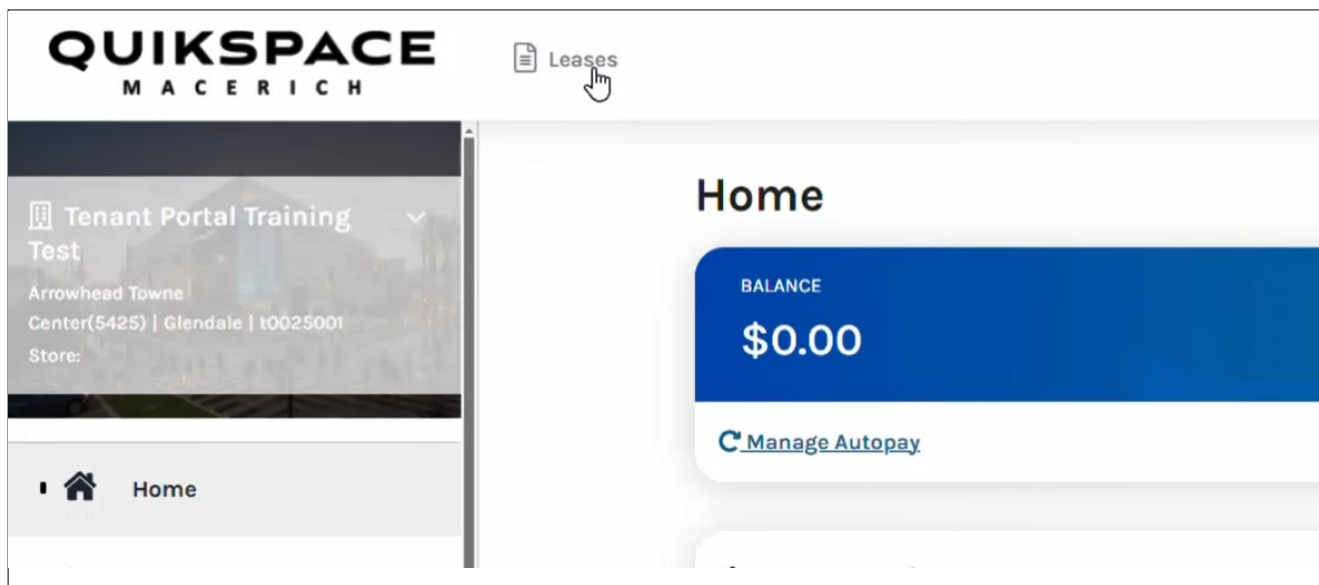 QUIKSPACE
MACERICH
Leases
Tenant Portal Training
Test
Arrowhead Towne
Center(5425) | Glendale | t0025001
Store:
Home
Home
BALANCE
$0.00
Manage Autopay